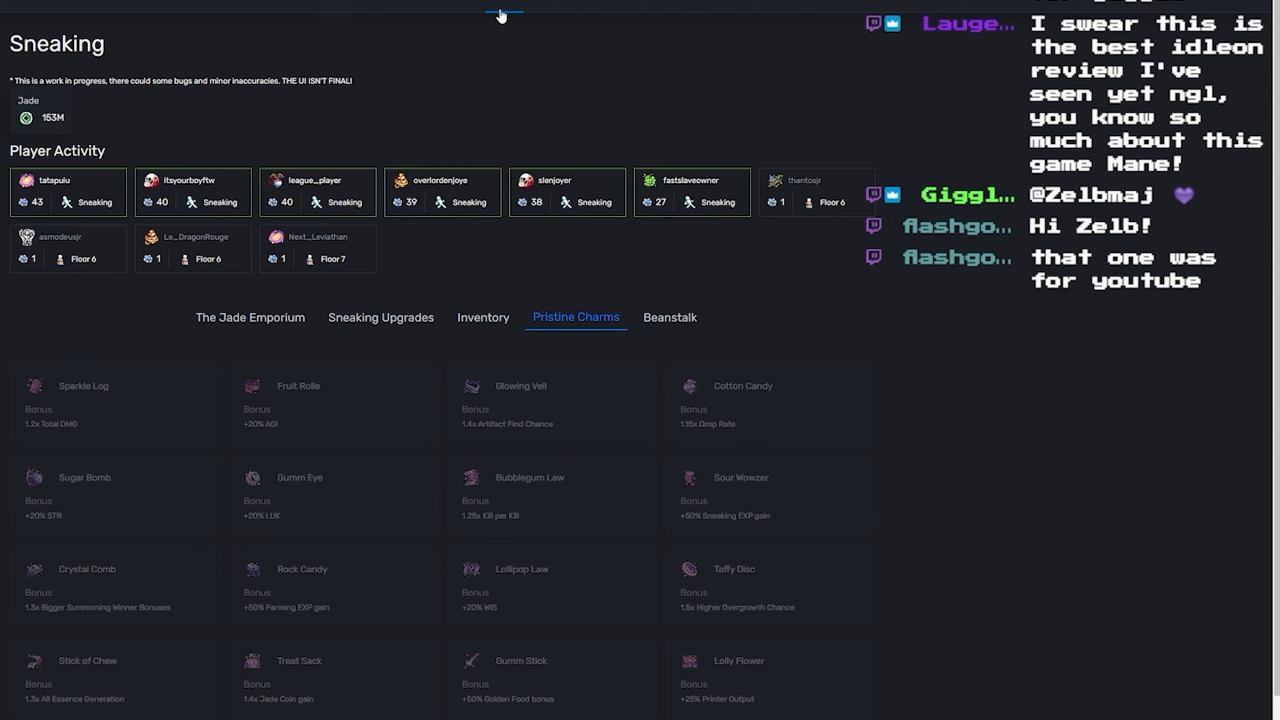 Sneaking
* This is a work in progress, there could some bugs and minor inaccuracies. THE UI ISN'T FINAL!
Jade
153M
Player Activity
tatapuiu
43 Sneaking
itsyourboyftw
40 Sneaking
league_player
40 Sneaking
overlordenjoye
37 Sneaking
slenjoyer
38 Sneaking
fastslaveowner
27 Sneaking
thantosjr
1 Floor 6
asmodeusjr
1 Floor 6
Le_DragonRouge
1 Floor 6
Next_Leviathan
1 Floor 7
The Jade Emporium Sneaking Upgrades Inventory Pristine Charms Beanstalk
Sparkle Log
Bonus
1.2x Total DMG
Fruit Rolle
Bonus
+20% AGI
Glowing Veil
Bonus
1.4x Artifact Find Chance
Cotton Candy
Bonus
1.15x Drop Rate
Sugar Bomb
Bonus
+20% STR
Gumm Eye
Bonus
+20% LUK
Bubblegum Law
Bonus
1.25x Kill per Kill
Sour Wowzer
Bonus
+50% Sneaking EXP gain
Crystal Comb
Bonus
1.3x Bigger Summoning Winner Bonuses
Rock Candy
Bonus
+50% Farming EXP gain
Lollipop Law
Bonus
+20% WIS
Taffy Disc
Bonus
1.5x Higher Overgrowth Chance
Stick of Chew
Bonus
1.3x All Essence Generation
Treat Sack
Bonus
1.4x Jade Coin gain
Gumm Stick
Bonus
+50% Golden Food bonus
Lolly Flower
Bonus
+25% Printer Output
Lauge... I swear this is
the best idleon
review I've
seen yet ngl,
you know so
much about this
game Mane!
Giggl... @Zelbmaj
flashgo... Hi Zelb!
flashgo... that one was
for youtube